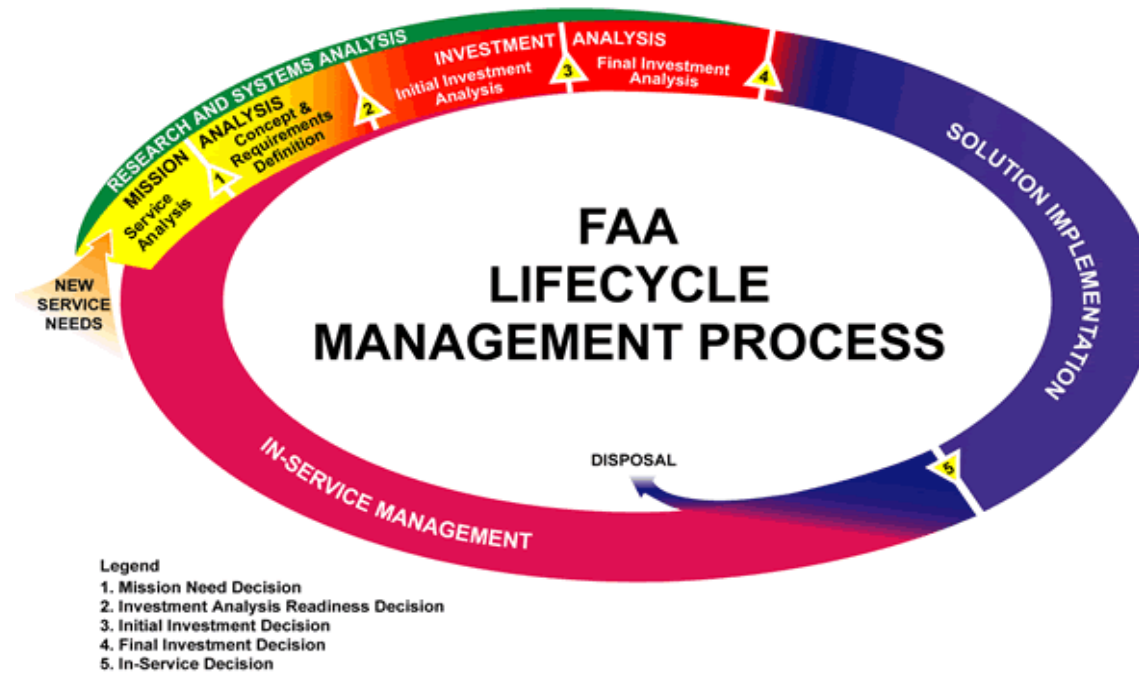 RESEARCH AND SYSTEMS ANALYSIS
MISSION ANALYSIS
Service
Analysis
1
Concept &
Requirements
Definition
2
INVESTMENT ANALYSIS
Initial Investment
Analysis
3
Final Investment
Analysis
4
SOLUTION IMPLEMENTATION
NEW
SERVICE
NEEDS
FAA
LIFECYCLE
MANAGEMENT PROCESS
DISPOSAL
5
IN-SERVICE MANAGEMENT
Legend
1. Mission Need Decision
2. Investment Analysis Readiness Decision
3. Initial Investment Decision
4. Final Investment Decision
5. In-Service Decision